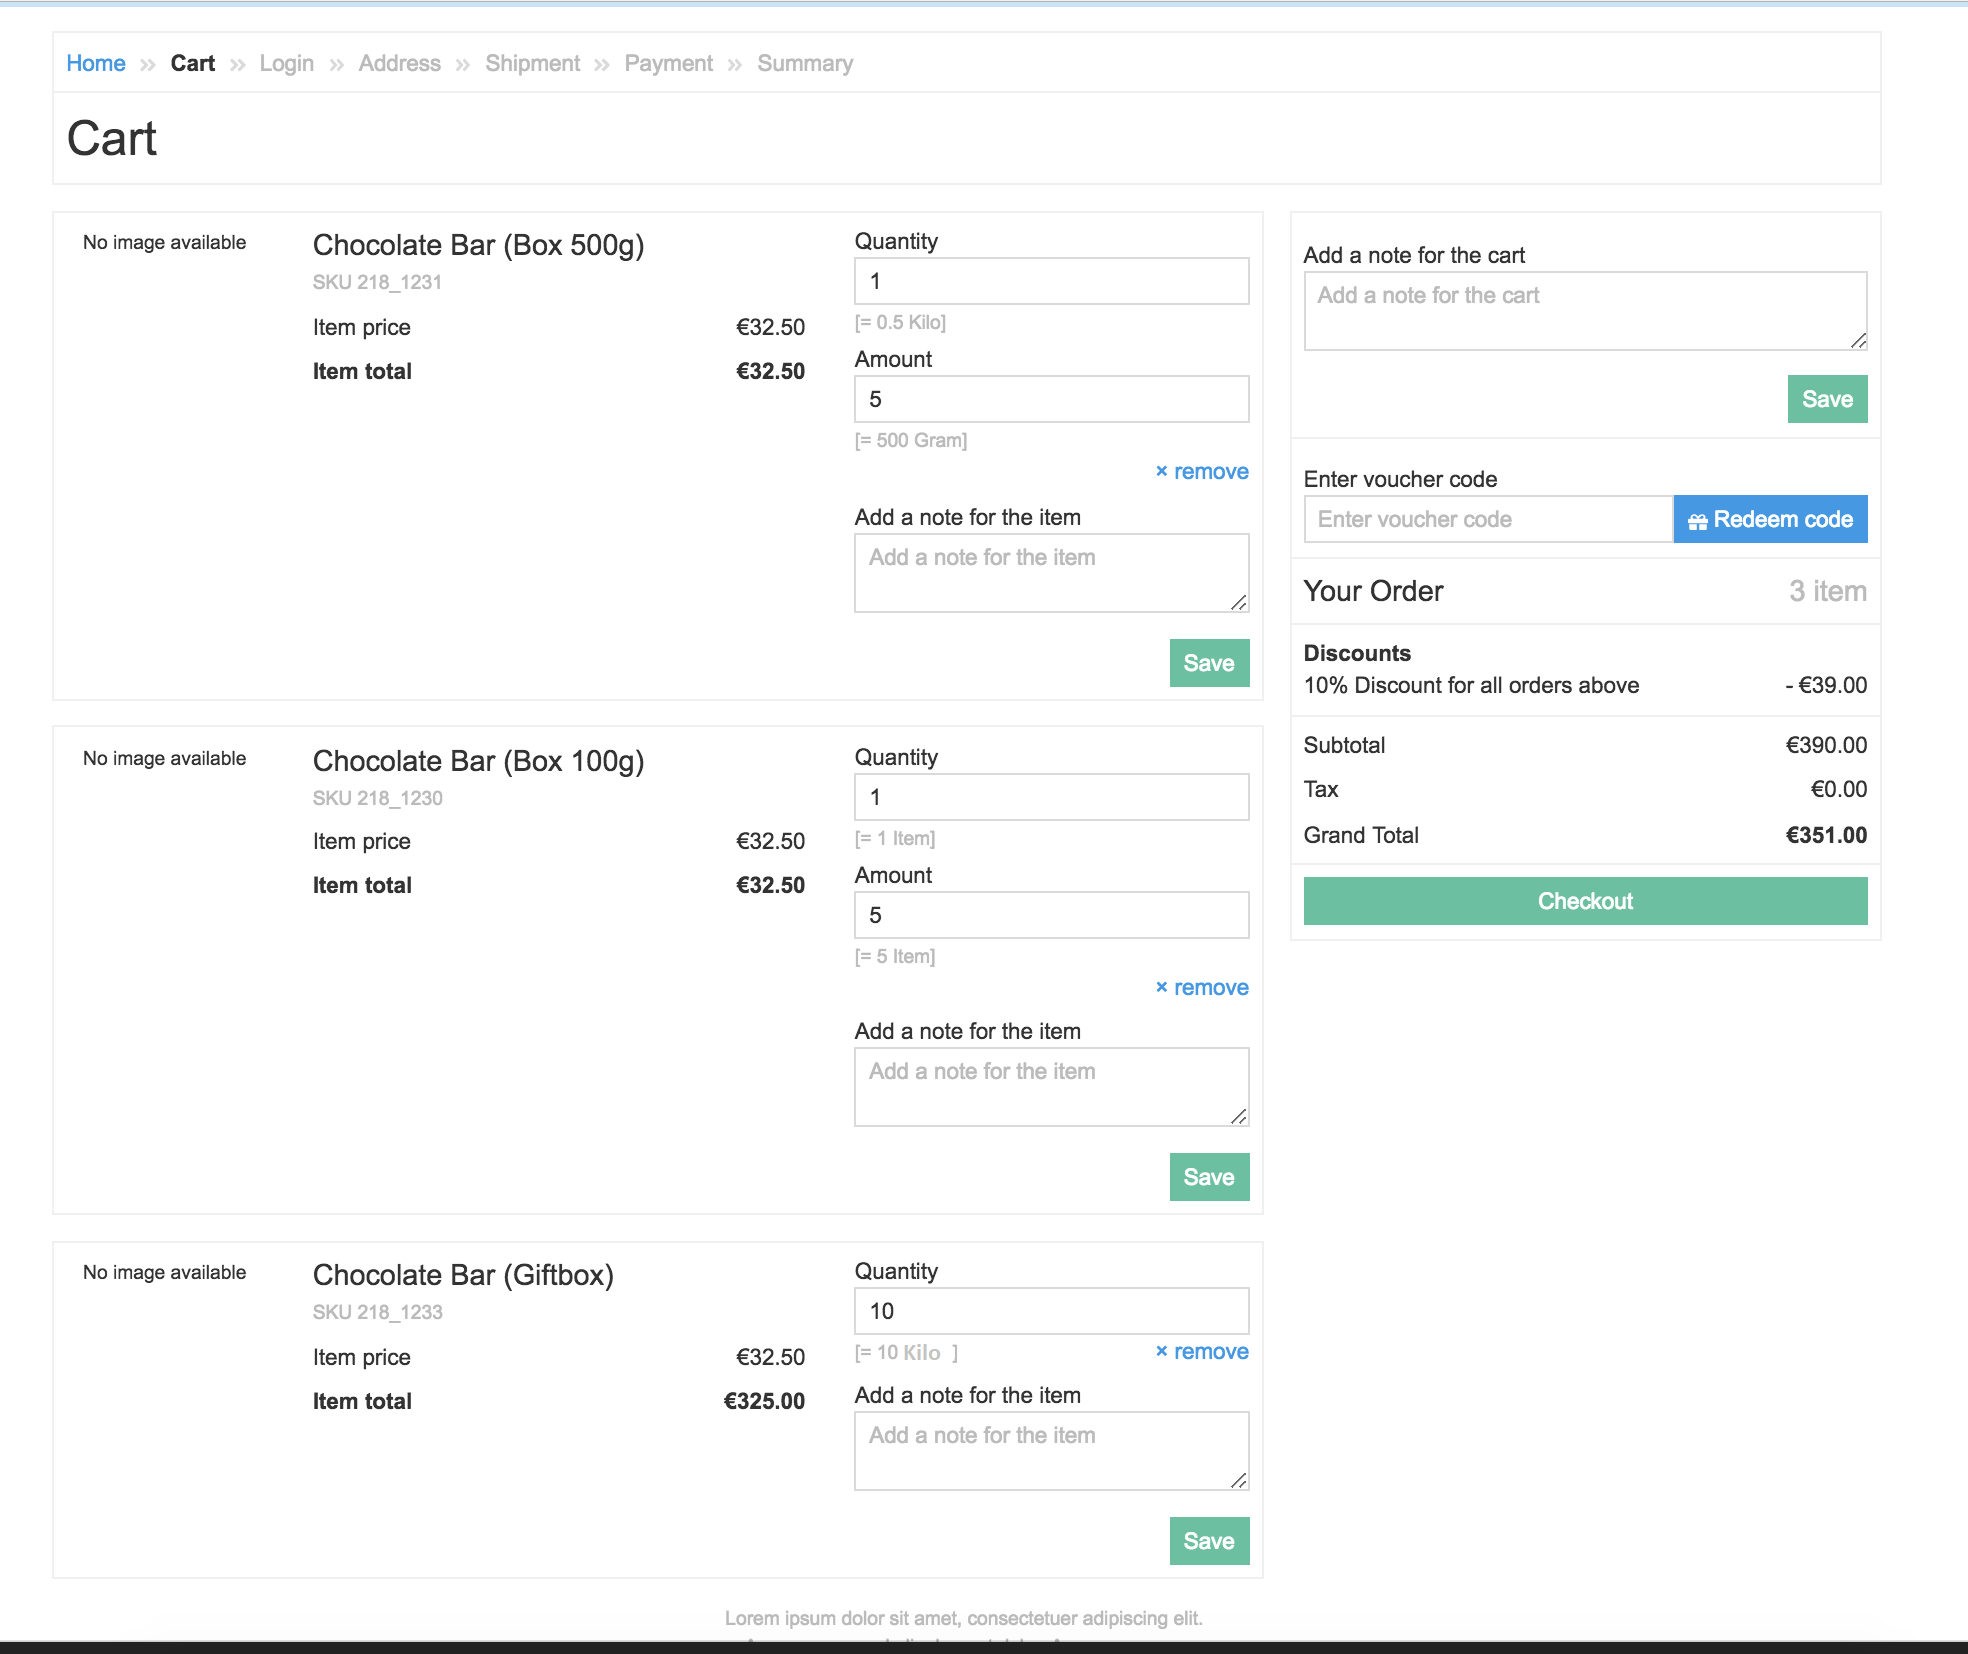 Home » Cart » Login » Address » Shipment » Payment » Summary
Cart
No image available
Chocolate Bar (Box 500g)
SKU 218_1231
Item price €32.50
Item total €32.50
Quantity
1
[= 0.5 Kilo]
Amount
5
[= 500 Gram]
× remove
Add a note for the item
Add a note for the item
Save
No image available
Chocolate Bar (Box 100g)
SKU 218_1230
Item price €32.50
Item total €32.50
Quantity
1
[= 1 Item]
Amount
5
[= 5 Item]
× remove
Add a note for the item
Add a note for the item
Save
No image available
Chocolate Bar (Giftbox)
SKU 218_1233
Item price €32.50
Item total €325.00
Quantity
10
[= 10 Kilo ]
× remove
Add a note for the item
Add a note for the item
Save
Add a note for the cart
Add a note for the cart
Save
Enter voucher code
Enter voucher code
Redeem code
Your Order 3 item
Discounts
10% Discount for all orders above - €39.00
Subtotal €390.00
Tax €0.00
Grand Total €351.00
Checkout
Lorem ipsum dolor sit amet, consectetuer adipiscing elit.